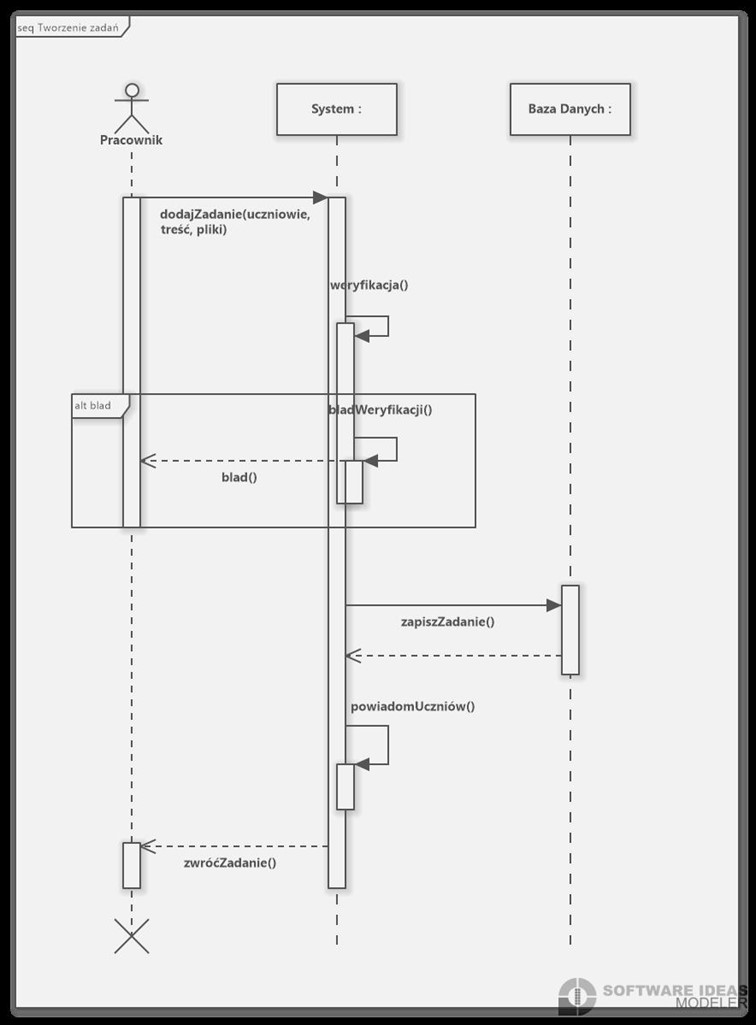 seq Tworzenie zadań
System :
Baza Danych :
Pracownik
dodajZadanie(uczniowie,
treść, pliki)
weryfikacja()
alt blad
bladWeryfikacji()
blad()
zapiszZadanie()
powiadomUczniów()
zwróćZadanie()
SOFTWARE IDEAS
MODELER